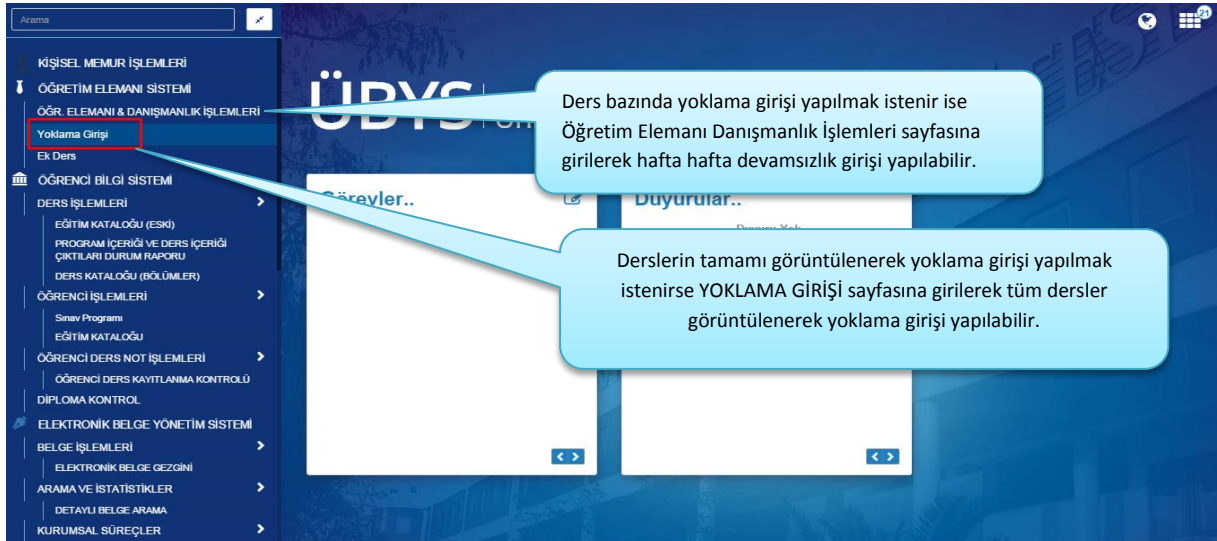 Arama
21
KİŞİSEL MEMUR İŞLEMLERİ
ÖĞRETİM ELEMANI SİSTEMİ
ÖĞR. ELEMANI & DANIŞMANLIK İŞLEMLERİ
Yoklama Girişi
Ek Ders
ÖĞRENCİ BİLGİ SİSTEMİ
DERS İŞLEMLERİ
EĞİTİM KATALOĞU (ESKİ)
PROGRAM İÇERİĞİ VE DERS İÇERİĞİ
ÇIKTILARI DURUM RAPORU
DERS KATALOĞU (BÖLÜMLER)
ÖĞRENCİ İŞLEMLERİ
Sınav Programı
EĞİTİM KATALOĞU
ÖĞRENCİ DERS NOT İŞLEMLERİ
ÖĞRENCİ DERS KAYITLANMA KONTROLÜ
DİPLOMA KONTROL
ELEKTRONİK BELGE YÖNETİM SİSTEMİ
BELGE İŞLEMLERİ
ELEKTRONİK BELGE GEZGİNİ
ARAMA VE İSTATİSTİKLER
DETAYLI BELGE ARAMA
KURUMSAL SÜREÇLER
ÜBYS
Ders bazında yoklama girişi yapılmak istenir ise
Öğretim Elemanı Danışmanlık İşlemleri sayfasına
girilerek hafta hafta devamsızlık girişi yapılabilir.
Görevler..
Duyurular..
Derslerin tamamı görüntülenerek yoklama girişi yapılmak
istenirse YOKLAMA GİRİŞİ sayfasına girilerek tüm dersler
görüntülenerek yoklama girişi yapılabilir.